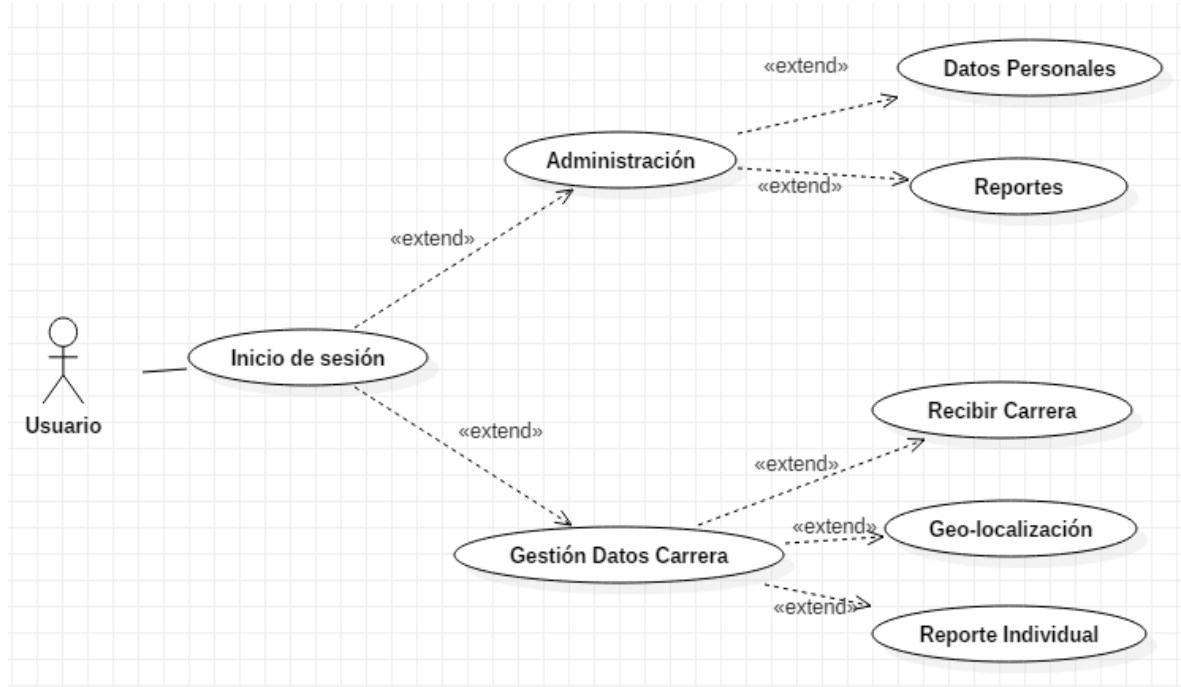 «extend»
Datos Personales
Administración
«extend»
Reportes
«extend»
Inicio de sesión
Usuario
«extend»
Recibir Carrera
«extend»
«extend»
Geo-localización
Gestión Datos Carrera
«extend»
Reporte Individual